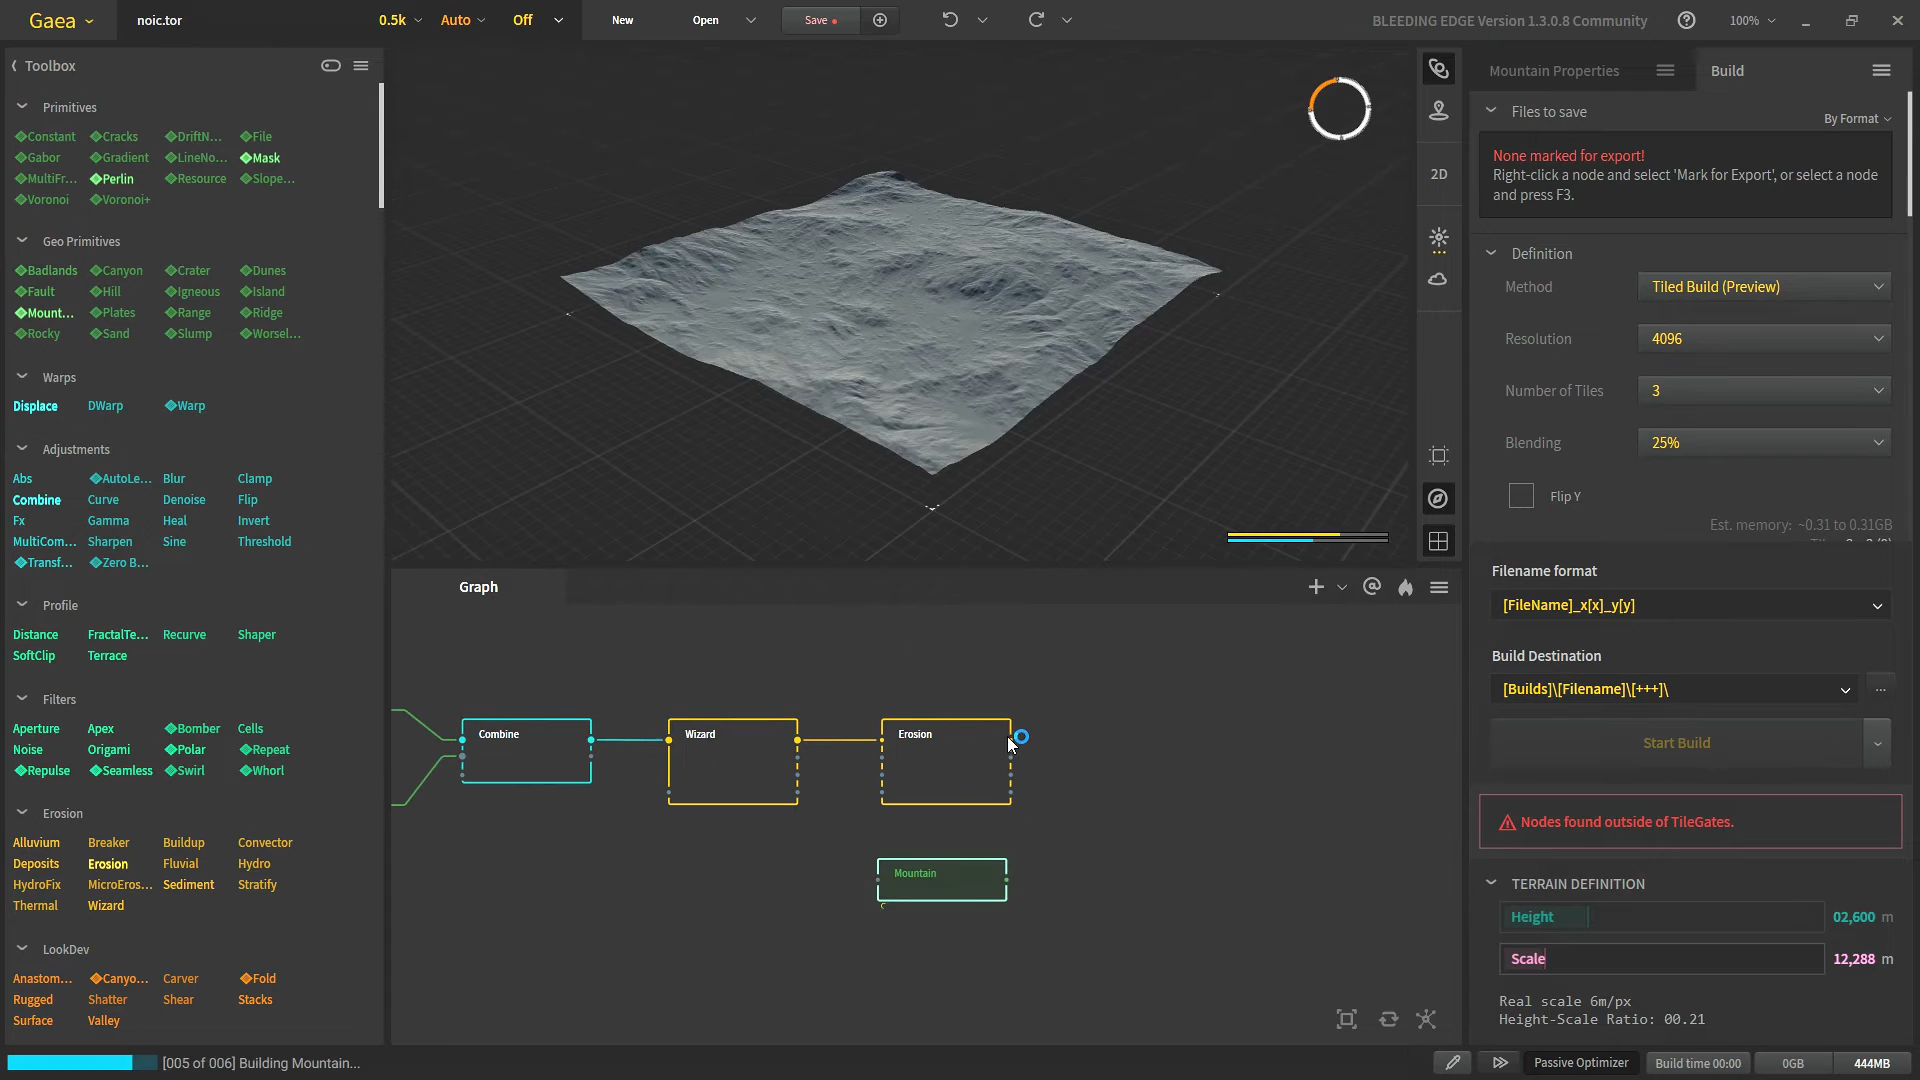 Gaea
noic.tor
0.5k
Auto
Off
New
Open
Save
BLEEDING EDGE Version 1.3.0.8 Community
100%
Toolbox
Primitives
Constant Cracks DriftN... File
Gabor Gradient LineNo... Mask
MultiFr... Perlin Resource Slope...
Voronoi Voronoi+
Geo Primitives
Badlands Canyon Crater Dunes
Fault Hill Igneous Island
Mount... Plates Range Ridge
Rocky Sand Slump Worsel...
Warps
Displace DWarp Warp
Adjustments
Abs AutoLe... Blur Clamp
Combine Curve Denoise Flip
Fx Gamma Heal Invert
MultiCom... Sharpen Sine Threshold
Transf... Zero B...
Profile
Distance FractalTe... Recurve Shaper
SoftClip Terrace
Filters
Aperture Apex Bomber Cells
Noise Origami Polar Repeat
Repulse Seamless Swirl Whorl
Erosion
Alluvium Breaker Buildup Convector
Deposits Erosion Fluvial Hydro
HydroFix MicroEros... Sediment Stratify
Thermal Wizard
LookDev
Anastom... Canyo... Carver Fold
Rugged Shatter Shear Stacks
Surface Valley
2D
Graph
Combine
Wizard
Erosion
Mountain
Mountain Properties
Build
Files to save
By Format
None marked for export!
Right-click a node and select 'Mark for Export', or select a node
and press F3.
Definition
Method Tiled Build (Preview)
Resolution 4096
Number of Tiles 3
Blending 25%
Flip Y
Est. memory: ~0.31 to 0.31GB
Filename format
[FileName]_x[x]_y[y]
Build Destination
[Builds]\[Filename]\[+++]\
...
Start Build
Nodes found outside of TileGates.
TERRAIN DEFINITION
Height 02,600 m
Scale 12,288 m
Real scale 6m/px
Height-Scale Ratio: 00.21
[005 of 006] Building Mountain...
Passive Optimizer
Build time 00:00
0GB
444MB